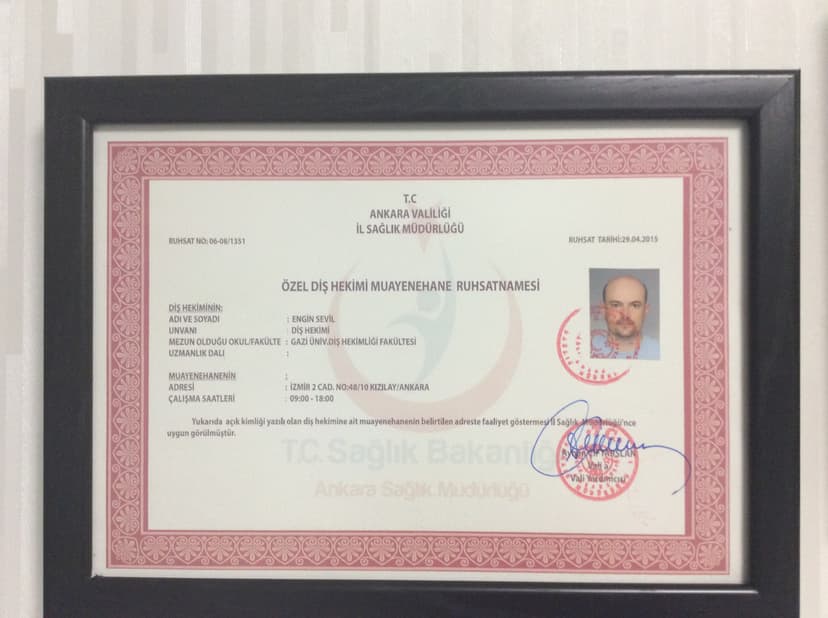 T.C
ANKARA VALİLİĞİ
İL SAĞLIK MÜDÜRLÜĞÜ
RUHSAT NO: 06-08/1351
RUHSAT TARİHİ:29.04.2015
ÖZEL DİŞ HEKİMİ MUAYENEHANE RUHSATNAMESİ
DİŞ HEKİMİNİN:
ADI VE SOYADI : ENGİN SEVİL
UNVANI : DİŞ HEKİMİ
MEZUN OLDUĞU OKUL/FAKÜLTE : GAZİ ÜNİV.DİŞ HEKİMLİĞİ FAKÜLTESİ
UZMANLIK DALI :
MUAYENEHANENİN :
ADRESİ : İZMİR 2 CAD. NO:48/10 KIZILAY/ANKARA
ÇALIŞMA SAATLERİ : 09:00 - 18:00
Yukarıda açık kimliği yazılı olan diş hekimine ait muayenehanenin belirtilen adreste faaliyet göstermesi İl Sağlık Müdürlüğü'nce
uygun görülmüştür.
T.C. Sağlık Bakanlığı
Ankara Sağlık Müdürlüğü
Vali a.
Vali Yardımcısı